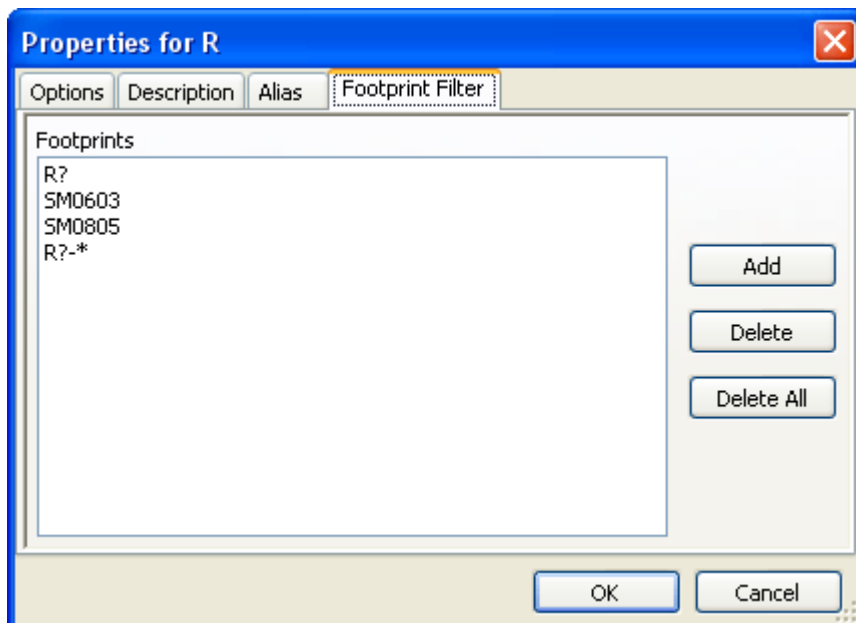 Properties for R
Options Description Alias Footprint Filter
Footprints
R?
SM0603
SM0805
R?-*
Add
Delete
Delete All
OK Cancel